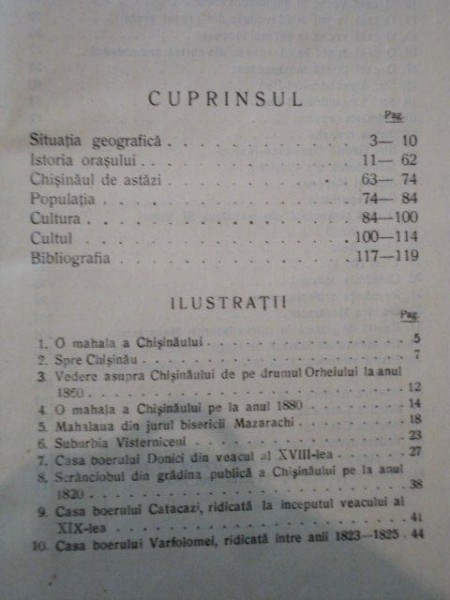 CUPRINSUL
Pag.
Situația geografică . . . . . . . . . . . 3— 10
Istoria orașului . . . . . . . . . . . . 11— 62
Chișinăul de astăzi . . . . . . . . . . . 63— 74
Populația . . . . . . . . . . . . . . 74— 84
Cultura . . . . . . . . . . . . . . . 84—100
Cultul . . . . . . . . . . . . . . . 100—114
Bibliografia . . . . . . . . . . . . . 117—119
ILUSTRAȚII
Pag.
1. O mahala a Chișinăului . . . . . . . . . . . 5
2. Spre Chișinău . . . . . . . . . . . . . . 7
3. Vedere asupra Chișinăului de pe drumul Orheiului la anul
1860 . . . . . . . . . . . . . . . . . 12
4. O mahala a Chișinăului pe la anul 1880 . . . . . . 14
5. Mahalaua din jurul bisericii Mazarachi . . . . . . 18
6. Suburbia Visterniceni . . . . . . . . . . . 23
7. Casa boerului Donici din veacul al XVIII-lea . . . . 27
8. Scrânciobul din grădina publică a Chișinăului pe la anul
1820 . . . . . . . . . . . . . . . . . 38
9. Casa boerului Catacazi, ridicată la începutul veacului al
XIX-lea . . . . . . . . . . . . . . . . 41
10. Casa boerului Varfolomei, ridicată între anii 1823—1825 . 44